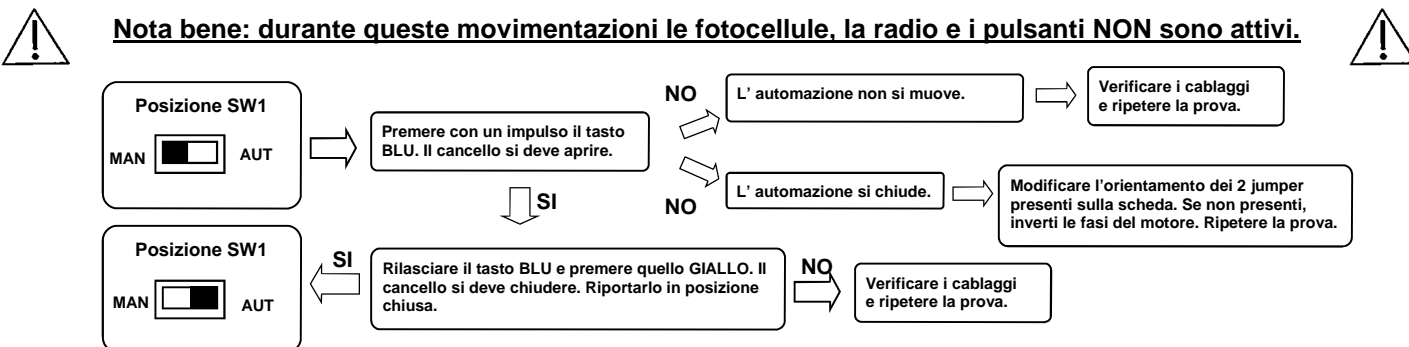 Nota bene: durante queste movimentazioni le fotocellule, la radio e i pulsanti NON sono attivi.
Posizione SW1
MAN
AUT
Premere con un impulso il tasto
BLU. Il cancello si deve aprire.
NO
L' automazione non si muove.
Verificare i cablaggi
e ripetere la prova.
NO
L' automazione si chiude.
Modificare l'orientamento dei 2 jumper
presenti sulla scheda. Se non presenti,
inverti le fasi del motore. Ripetere la prova.
SI
Rilasciare il tasto BLU e premere quello GIALLO. Il
cancello si deve chiudere. Riportarlo in posizione
chiusa.
NO
Verificare i cablaggi
e ripetere la prova.
SI
Posizione SW1
MAN
AUT